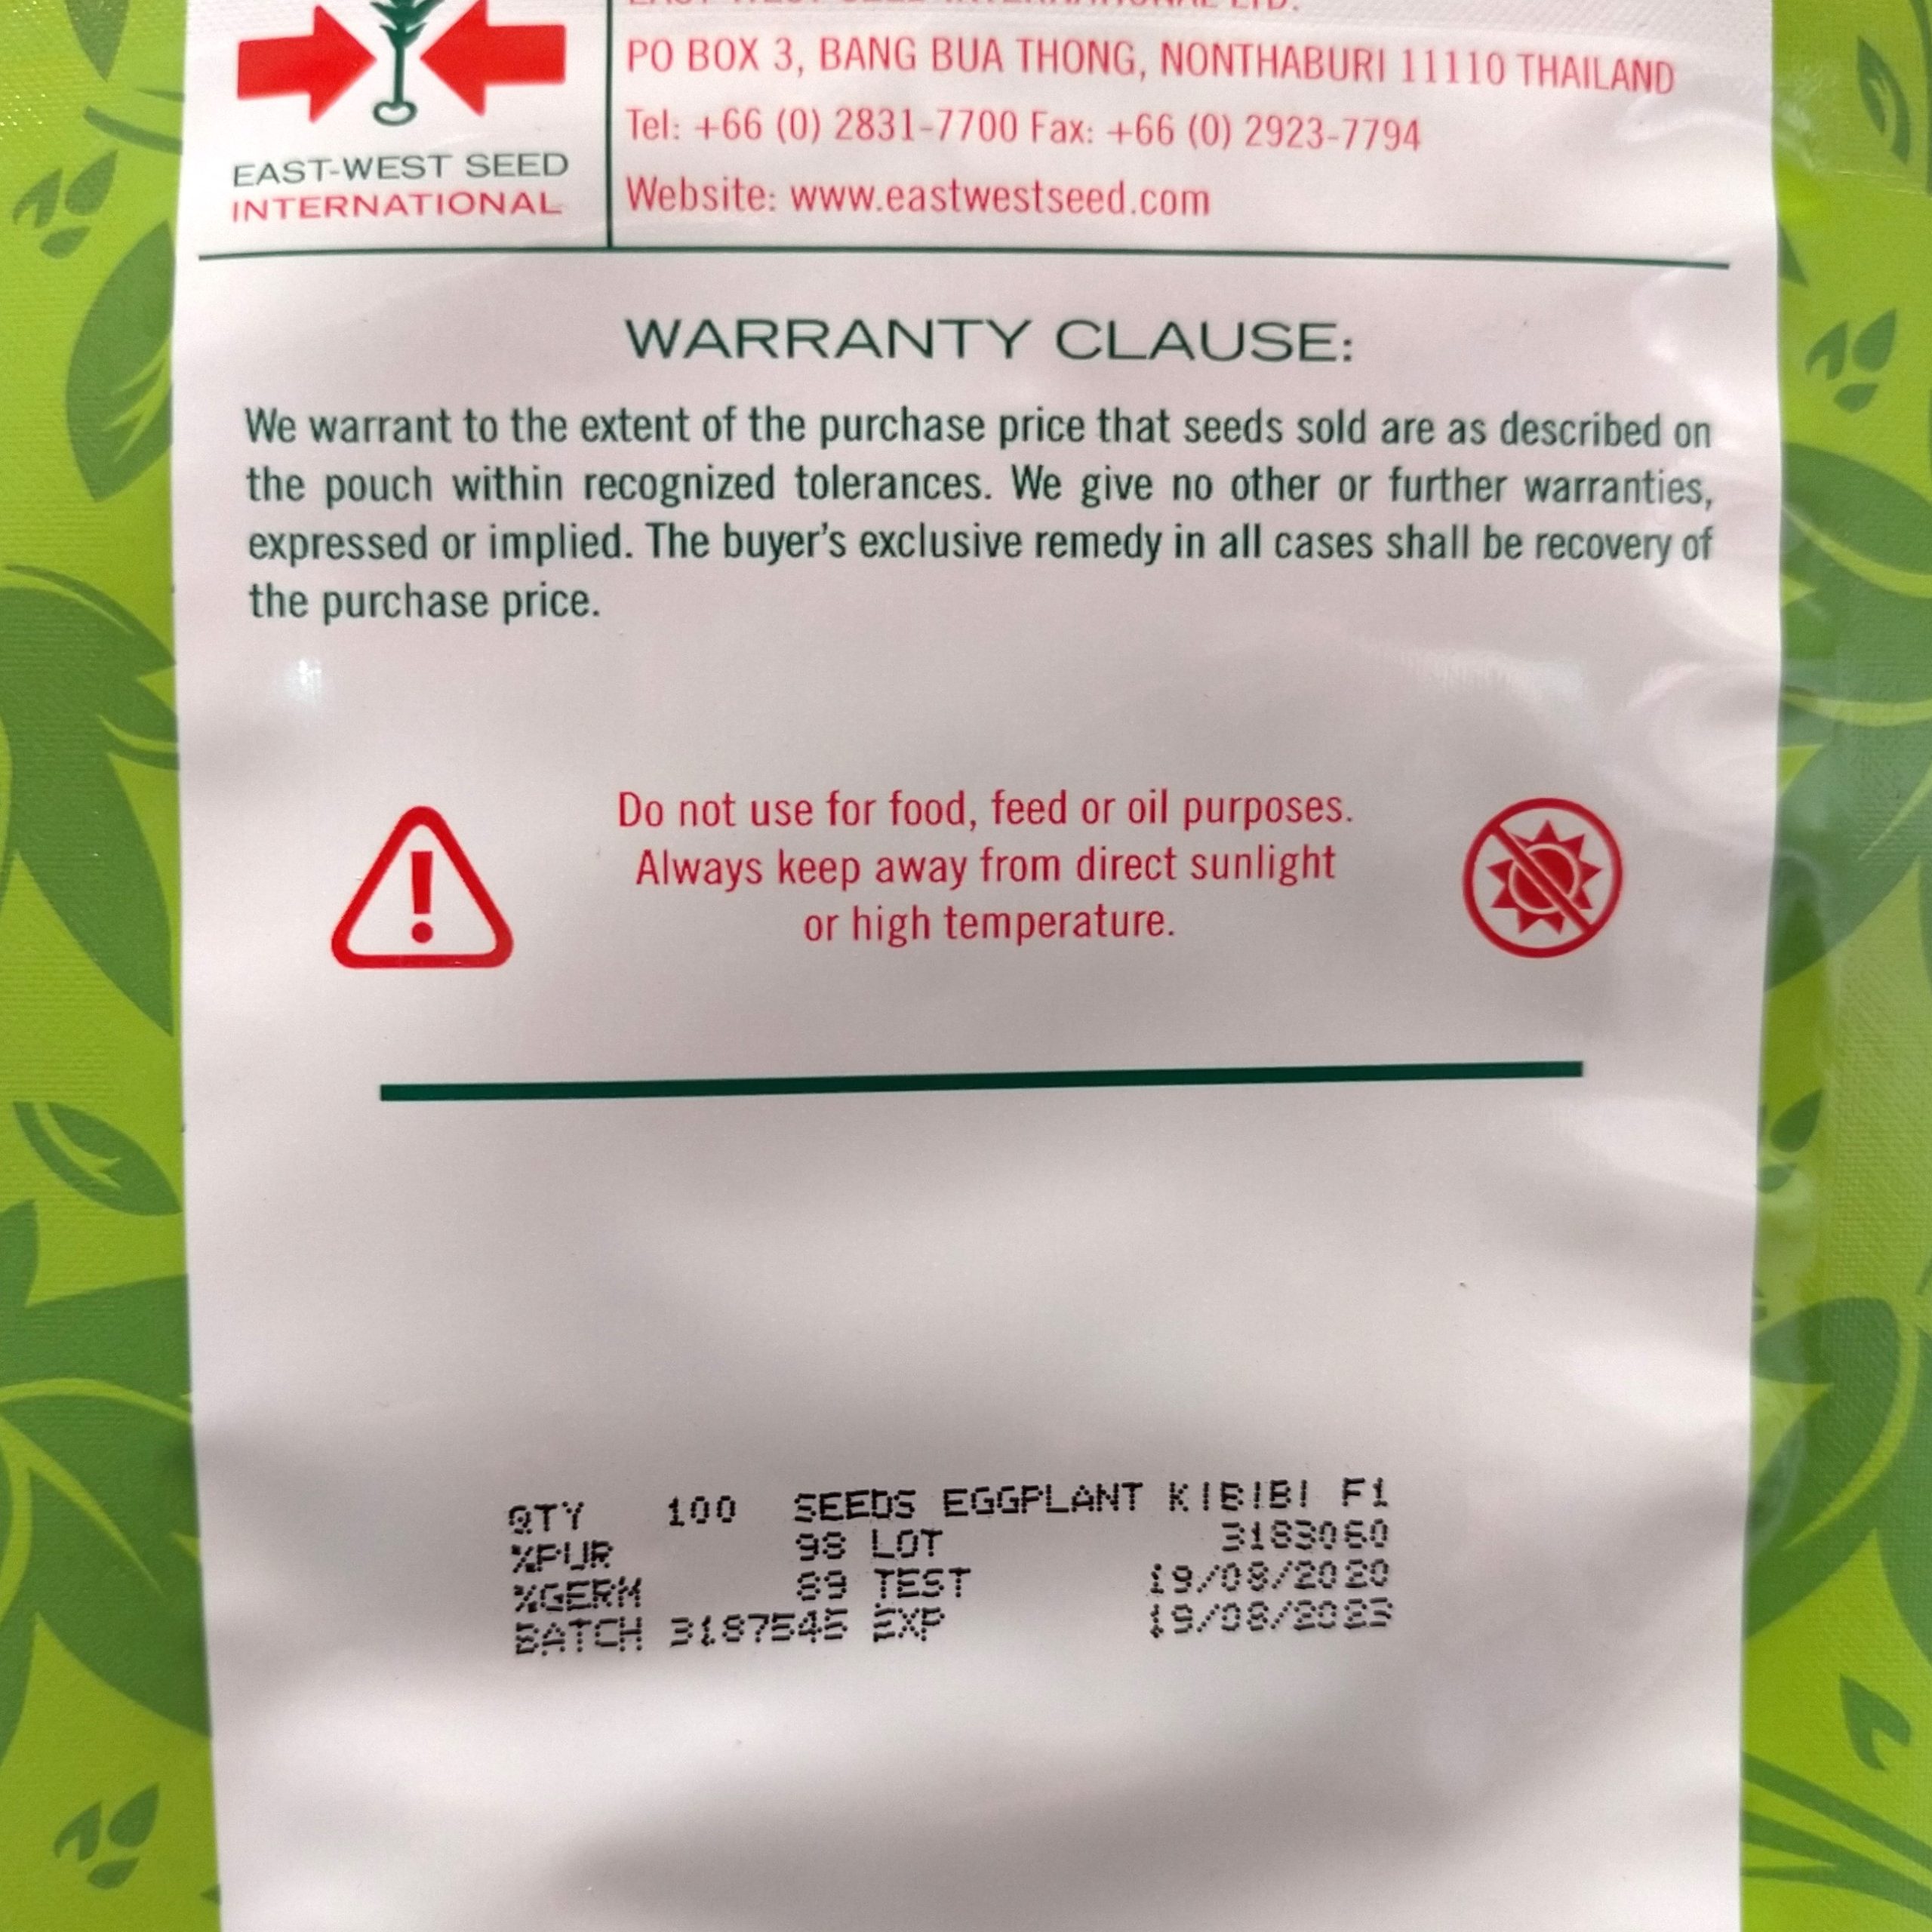 EAST-WEST SEED INTERNATIONAL LTD.
PO BOX 3, BANG BUA THONG, NONTHABURI 11110 THAILAND
Tel: +66 (0) 2831-7700 Fax: +66 (0) 2923-7794
Website: www.eastwestseed.com
EAST-WEST SEED
INTERNATIONAL
WARRANTY CLAUSE:
We warrant to the extent of the purchase price that seeds sold are as described on
the pouch within recognized tolerances. We give no other or further warranties,
expressed or implied. The buyer's exclusive remedy in all cases shall be recovery of
the purchase price.
Do not use for food, feed or oil purposes.
Always keep away from direct sunlight
or high temperature.
QTY 100 SEEDS EGGPLANT KIBIBI F1
%PUR 98 LOT 3183060
%GERM 89 TEST 19/08/2020
BATCH 3187545 EXP 19/08/2023